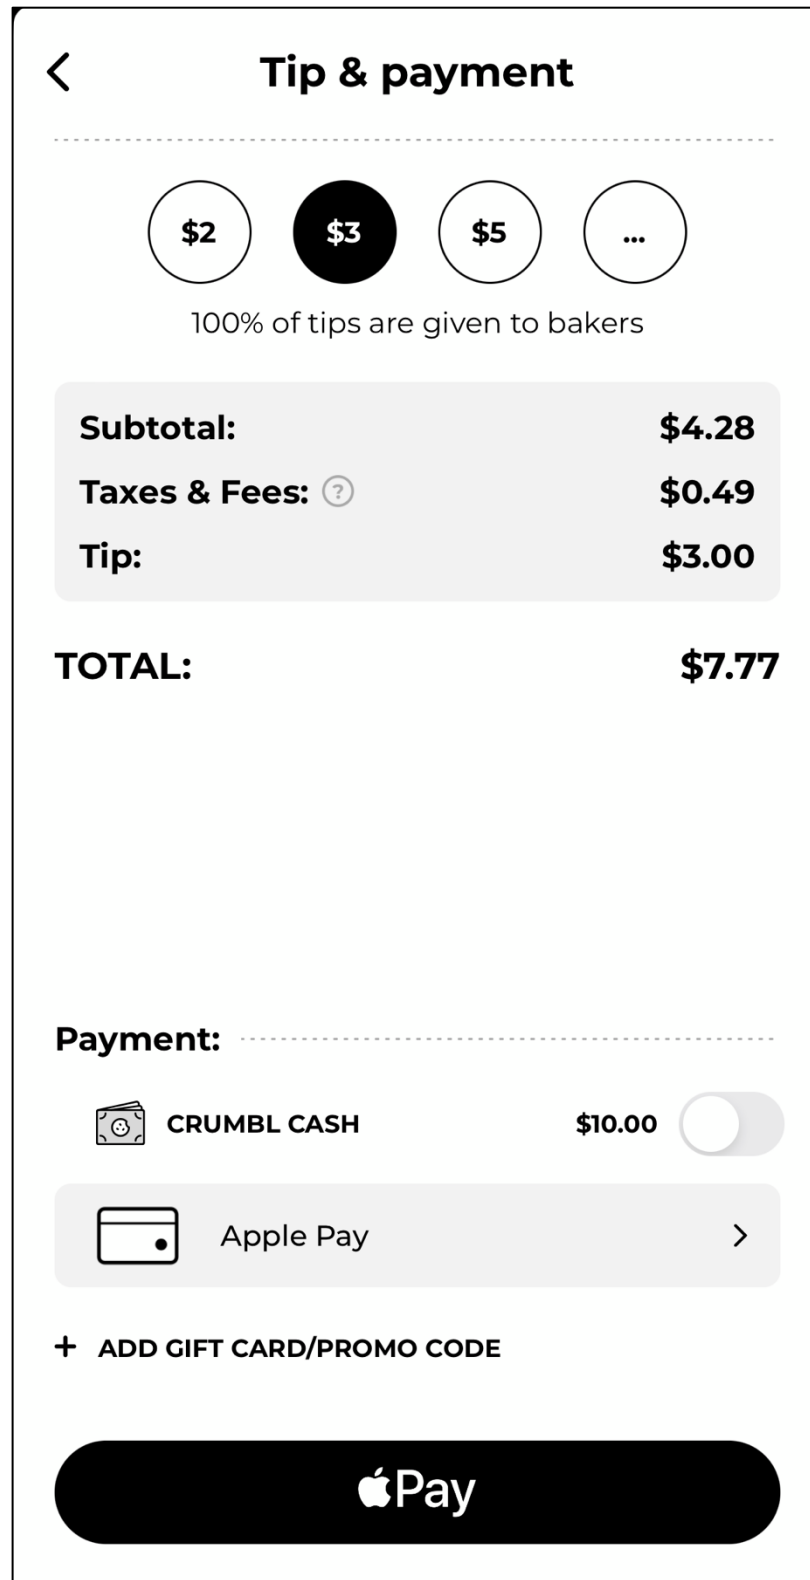 Tip & payment
$2 $3 $5 ...
100% of tips are given to bakers
Subtotal: $4.28
Taxes & Fees: ? $0.49
Tip: $3.00
TOTAL: $7.77
Payment:
CRUMBL CASH $10.00
Apple Pay
+ ADD GIFT CARD/PROMO CODE
Pay